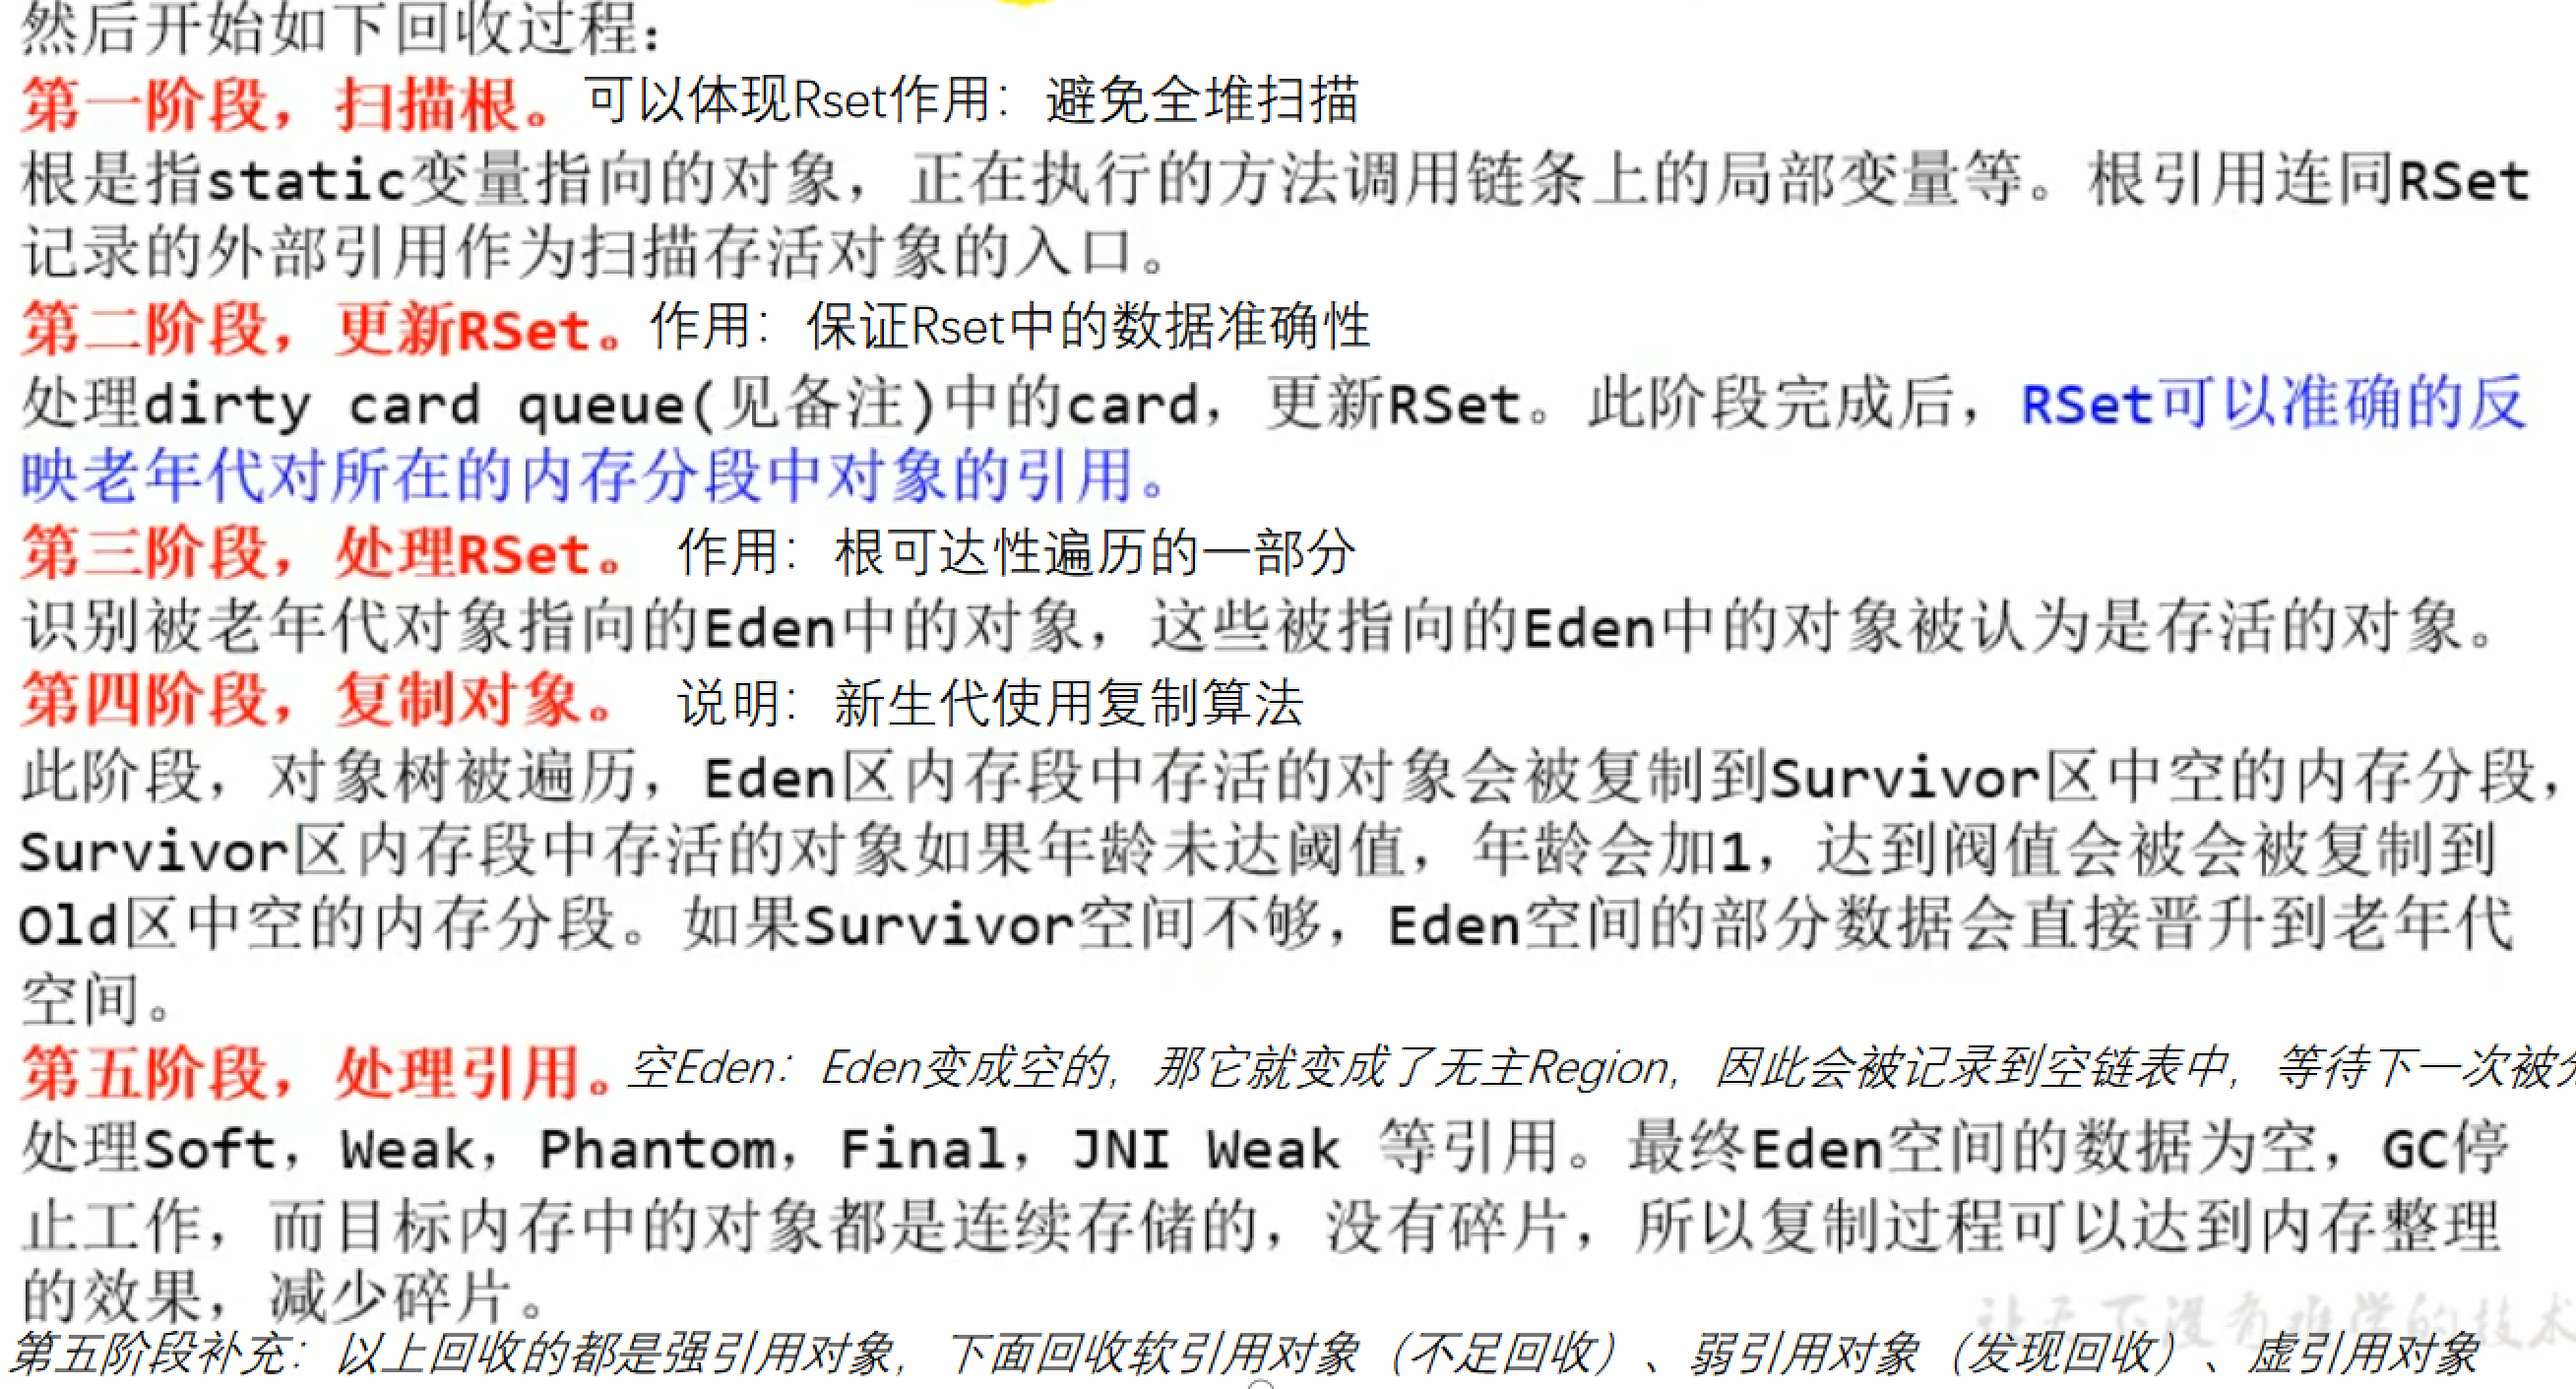 然后开始如下回收过程：
第一阶段，扫描根。 可以体现Rset作用：避免全堆扫描
根是指static变量指向的对象，正在执行的方法调用链条上的局部变量等。根引用连同RSet
记录的外部引用作为扫描存活对象的入口。
第二阶段，更新RSet。 作用：保证Rset中的数据准确性
处理dirty card queue(见备注)中的card，更新RSet。此阶段完成后，RSet可以准确的反
映老年代对所在的内存分段中对象的引用。
第三阶段，处理RSet。 作用：根可达性遍历的一部分
识别被老年代对象指向的Eden中的对象，这些被指向的Eden中的对象被认为是存活的对象。
第四阶段，复制对象。 说明：新生代使用复制算法
此阶段，对象树被遍历，Eden区内存段中存活的对象会被复制到Survivor区中空的内存分段，
Survivor区内存段中存活的对象如果年龄未达阈值，年龄会加1，达到阀值会被会被复制到
Old区中空的内存分段。如果Survivor空间不够，Eden空间的部分数据会直接晋升到老年代
空间。
第五阶段，处理引用。 空Eden：Eden变成空的，那它就变成了无主Region，因此会被记录到空链表中，等待下一次被分
处理Soft，Weak，Phantom，Final，JNI Weak 等引用。最终Eden空间的数据为空，GC停
止工作，而目标内存中的对象都是连续存储的，没有碎片，所以复制过程可以达到内存整理
的效果，减少碎片。
让天下没有难学的技术
第五阶段补充：以上回收的都是强引用对象，下面回收软引用对象（不足回收）、弱引用对象（发现回收）、虚引用对象